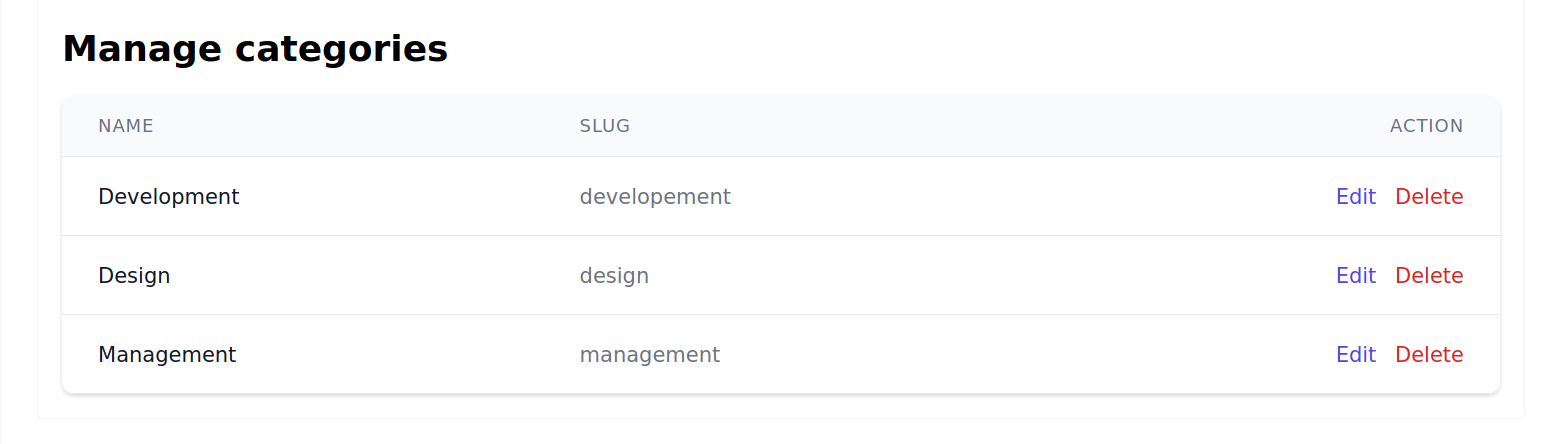 Manage categories
NAME SLUG ACTION
Development developement Edit Delete
Design design Edit Delete
Management management Edit Delete